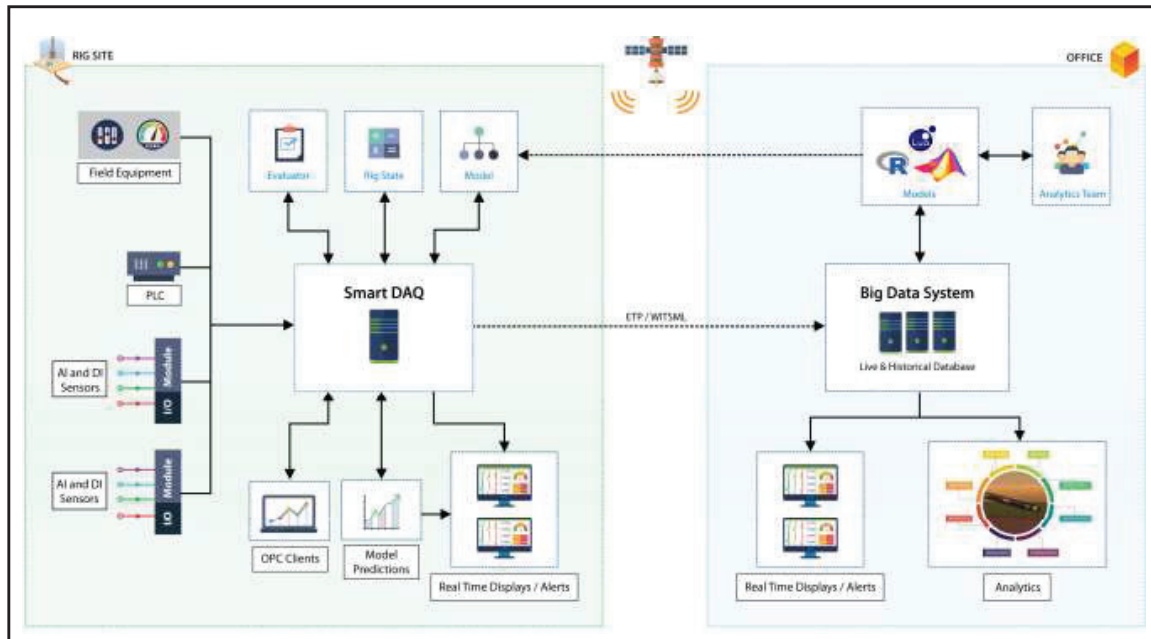 RIG SITE
OFFICE
Field Equipment
Evaluator
Rig State
Model
Lua
R
Models
Analytics Team
PLC
Smart DAQ
ETP / WITSML
Big Data System
Live & Historical Database
AI and DI
Sensors
I/O Module
AI and DI
Sensors
I/O Module
OPC Clients
Model
Predictions
Real Time Displays / Alerts
Real Time Displays / Alerts
Analytics